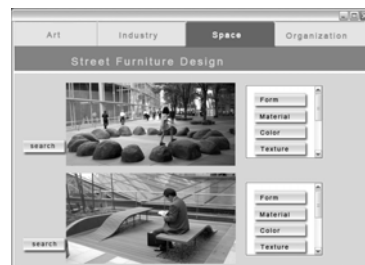 Art Industry Space Organization
Street Furniture Design
Form
Material
Color
search
Texture
Form
Material
Color
search
Texture